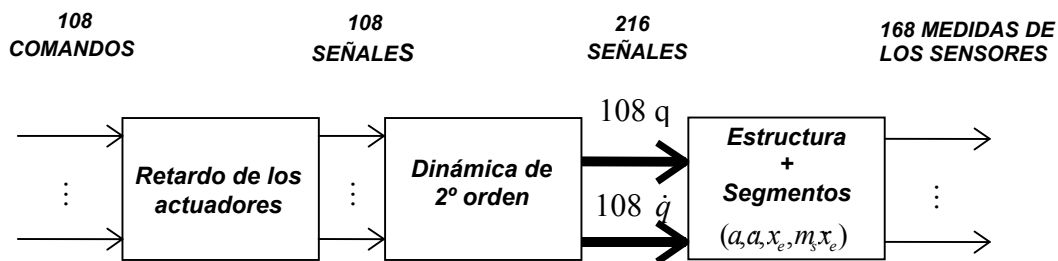 108
COMANDOS
108
SEÑALES
216
SEÑALES
168 MEDIDAS DE
LOS SENSORES
Retardo de los
actuadores
Dinámica de
2º orden
108 q
108 q̇
Estructura
+
Segmentos
(a,a,xₑ,mₛxₑ)